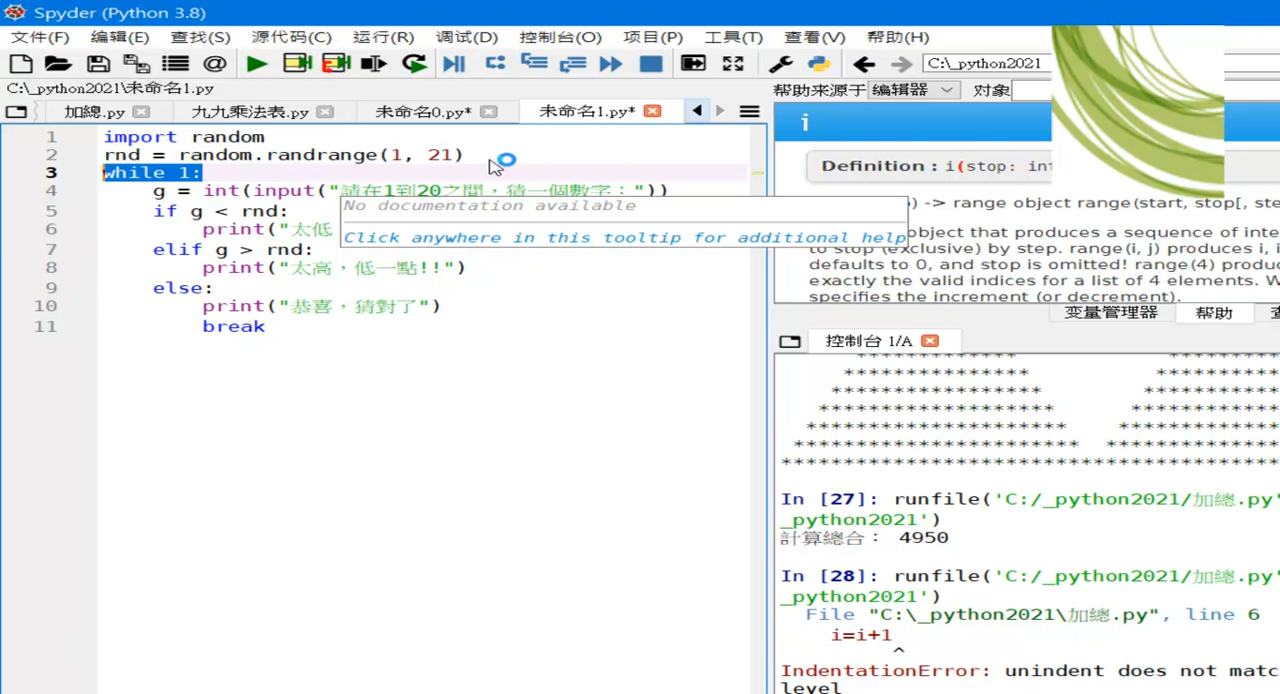 Spyder (Python 3.8)
文件(F) 编辑(E) 查找(S) 源代码(C) 运行(R) 调试(D) 控制台(O) 项目(P) 工具(T) 查看(V) 帮助(H)
C:\_python2021
C:\_python2021\未命名1.py
加總.py 九九乘法表.py 未命名0.py* 未命名1.py*
1 import random
2 rnd = random.randrange(1, 21)
3 while 1:
4 g = int(input("請在1到20之間，猜一個數字："))
5 if g < rnd:
6 print("太低
7 elif g > rnd:
8 print("太高，低一點!!")
9 else:
10 print("恭喜，猜對了")
11 break
No documentation available
Click anywhere in this tooltip for additional help
帮助来源于 编辑器 对象
i
Definition : i(stop: int
) -> range object range(start, stop[, step
object that produces a sequence of inte
to stop (exclusive) by step. range(i, j) produces i, i
defaults to 0, and stop is omitted! range(4) produ
exactly the valid indices for a list of 4 elements. W
specifies the increment (or decrement).
变量管理器 帮助
控制台 1/A
************* *********
*************** **********
***************** ***********
******************* ************
********************* *************
*********************** **************
****************************************
In [27]: runfile('C:/_python2021/加總.py'
_python2021')
計算總合： 4950
In [28]: runfile('C:/_python2021/加總.py'
_python2021')
File "C:\_python2021\加總.py", line 6
i=i+1
^
IndentationError: unindent does not matc
level